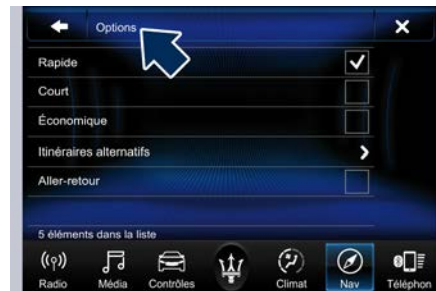 Options
Rapide
Court
Économique
Itinéraires alternatifs
Aller-retour
5 éléments dans la liste
Radio
Média
Contrôles
Climat
Nav
Téléphon